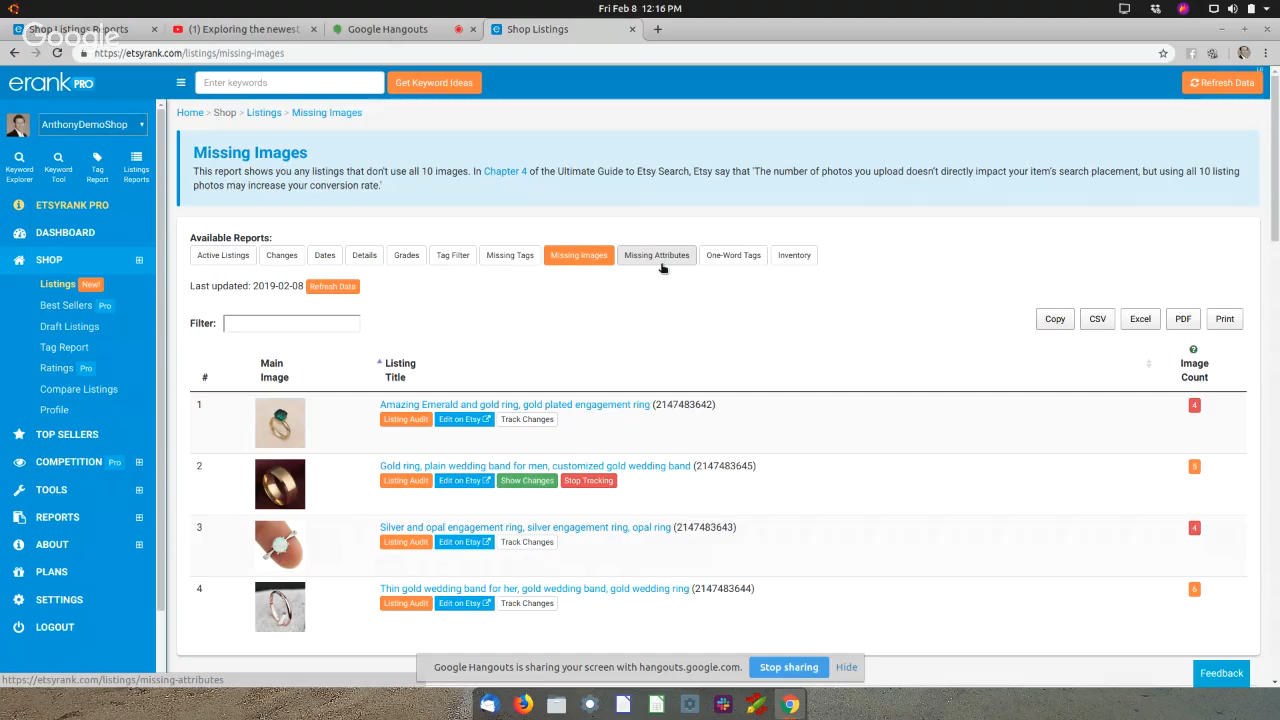 Fri Feb 8 12:16 PM
Shop Listings Reports
(1) Exploring the newest
Google Hangouts
Shop Listings
Google
https://etsyrank.com/listings/missing-images
erank PRO
Enter keywords
Get Keyword Ideas
Refresh Data
AnthonyDemoShop
Keyword Explorer
Keyword Tool
Tag Report
Listings Reports
ETSYRANK PRO
DASHBOARD
SHOP
Listings New!
Best Sellers Pro
Draft Listings
Tag Report
Ratings Pro
Compare Listings
Profile
TOP SELLERS
COMPETITION Pro
TOOLS
REPORTS
ABOUT
PLANS
SETTINGS
LOGOUT
Home > Shop > Listings > Missing Images
Missing Images
This report shows you any listings that don't use all 10 images. In Chapter 4 of the Ultimate Guide to Etsy Search, Etsy say that 'The number of photos you upload doesn't directly impact your item's search placement, but using all 10 listing
photos may increase your conversion rate.'
Available Reports:
Active Listings Changes Dates Details Grades Tag Filter Missing Tags Missing Images Missing Attributes One-Word Tags Inventory
Last updated: 2019-02-08 Refresh Data
Filter:
Copy CSV Excel PDF Print
# Main Image Listing Title Image Count
1 Amazing Emerald and gold ring, gold plated engagement ring (2147483642) 4
Listing Audit Edit on Etsy Track Changes
2 Gold ring, plain wedding band for men, customized gold wedding band (2147483645) 5
Listing Audit Edit on Etsy Show Changes Stop Tracking
3 Silver and opal engagement ring, silver engagement ring, opal ring (2147483643) 4
Listing Audit Edit on Etsy Track Changes
4 Thin gold wedding band for her, gold wedding band, gold wedding ring (2147483644) 6
Listing Audit Edit on Etsy Track Changes
Google Hangouts is sharing your screen with hangouts.google.com. Stop sharing Hide
Feedback
https://etsyrank.com/listings/missing-attributes